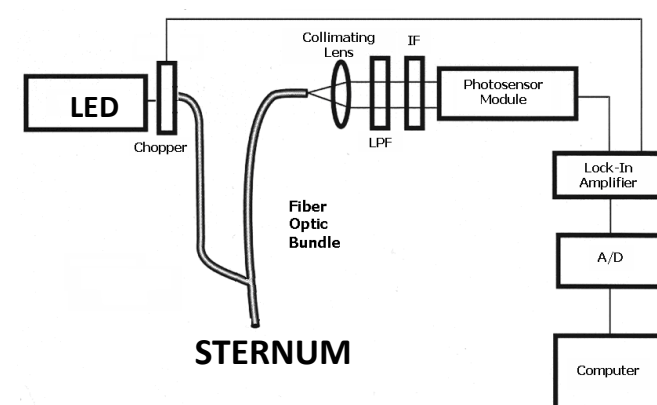 Collimating
Lens
IF
LED
Photosensor
Module
Chopper
LPF
Lock-In
Amplifier
Fiber
Optic
Bundle
A/D
STERNUM
Computer